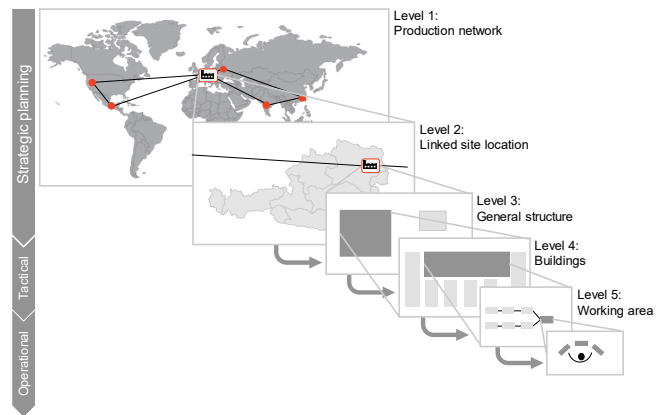 Level 1:
Production network
Level 2:
Linked site location
Level 3:
General structure
Level 4:
Buildings
Level 5:
Working area
Strategic planning
Tactical
Operational